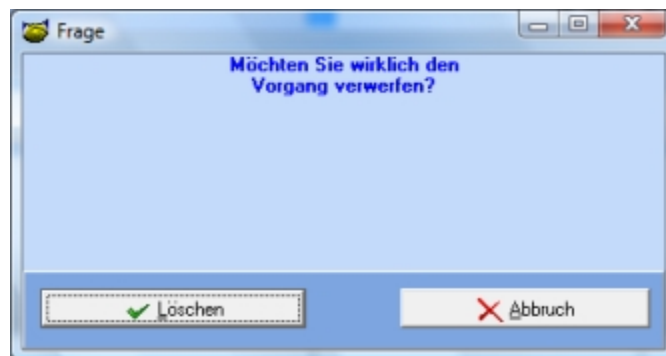 Frage
Möchten Sie wirklich den
Vorgang verwerfen?
Löschen
Abbruch